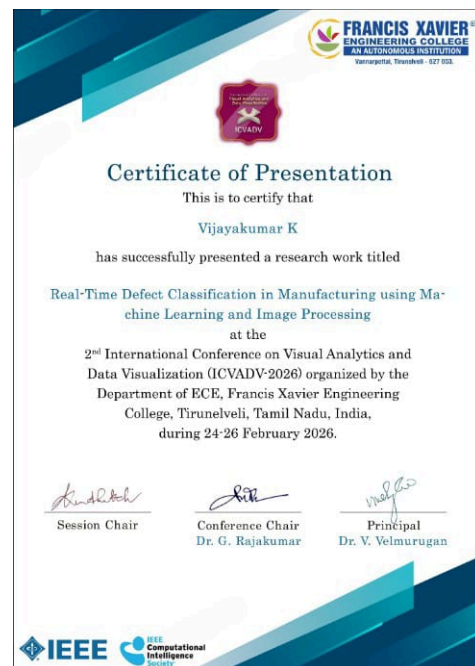 FRANCIS XAVIER
ENGINEERING COLLEGE
AN AUTONOMOUS INSTITUTION
Vannarpettai, Tirunelveli - 627 003.
ICVADV
Certificate of Presentation
This is to certify that
Vijayakumar K
has successfully presented a research work titled
Real-Time Defect Classification in Manufacturing using Ma-
chine Learning and Image Processing
at the
2nd International Conference on Visual Analytics and
Data Visualization (ICVADV-2026) organized by the
Department of ECE, Francis Xavier Engineering
College, Tirunelveli, Tamil Nadu, India,
during 24-26 February 2026.
Session Chair
Conference Chair
Dr. G. Rajakumar
Principal
Dr. V. Velmurugan
IEEE
IEEE
Computational
Intelligence
Society